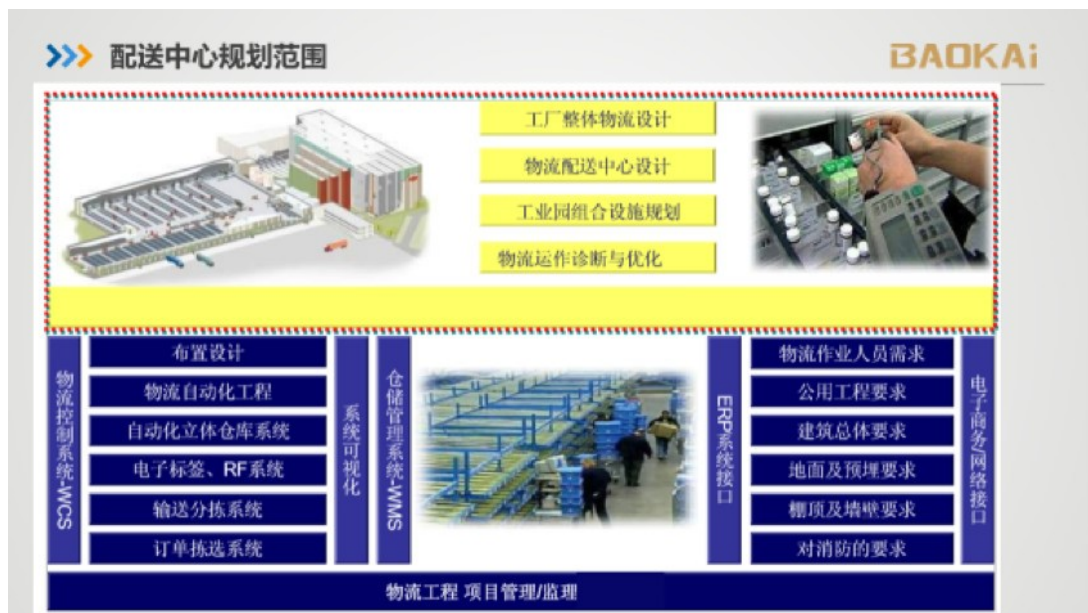 配送中心规划范围
BAOKAi
工厂整体物流设计
物流配送中心设计
工业园组合设施规划
物流运作诊断与优化
物流控制系统-WCS
布置设计
物流自动化工程
自动化立体仓库系统
电子标签、RF系统
输送分拣系统
订单拣选系统
系统可视化
仓储管理系统-WMS
ERP系统接口
物流作业人员需求
公用工程要求
建筑总体要求
地面及预埋要求
棚顶及墙壁要求
对消防的要求
电子商务/网络接口
物流工程 项目管理/监理